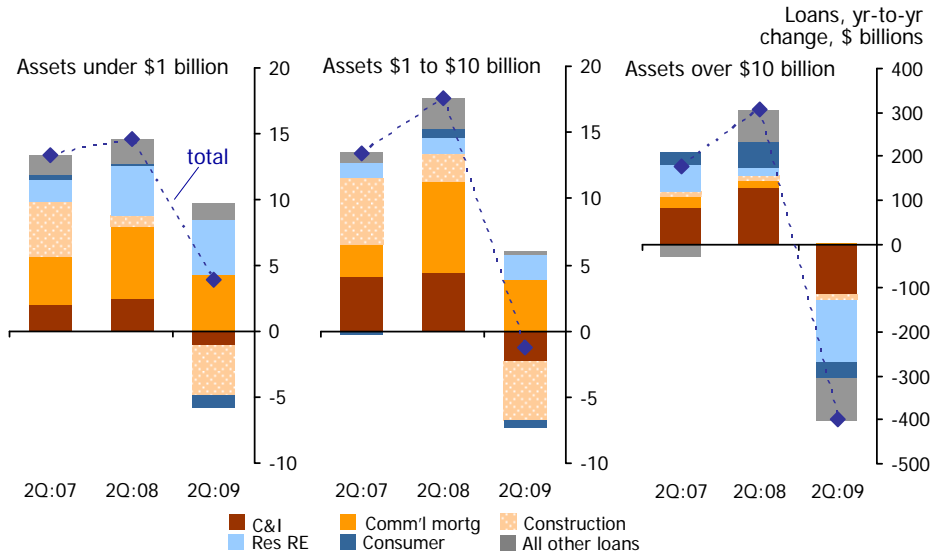 Loans, yr-to-yr
change, $ billions
Assets under $1 billion
Assets $1 to $10 billion
Assets over $10 billion
20
15
10
5
0
-5
-10
20
15
10
5
0
-5
-10
400
300
200
100
0
-100
-200
-300
-400
-500
total
2Q:07 2Q:08 2Q:09
2Q:07 2Q:08 2Q:09
2Q:07 2Q:08 2Q:09
C&I Comm'l mortg Construction
Res RE Consumer All other loans